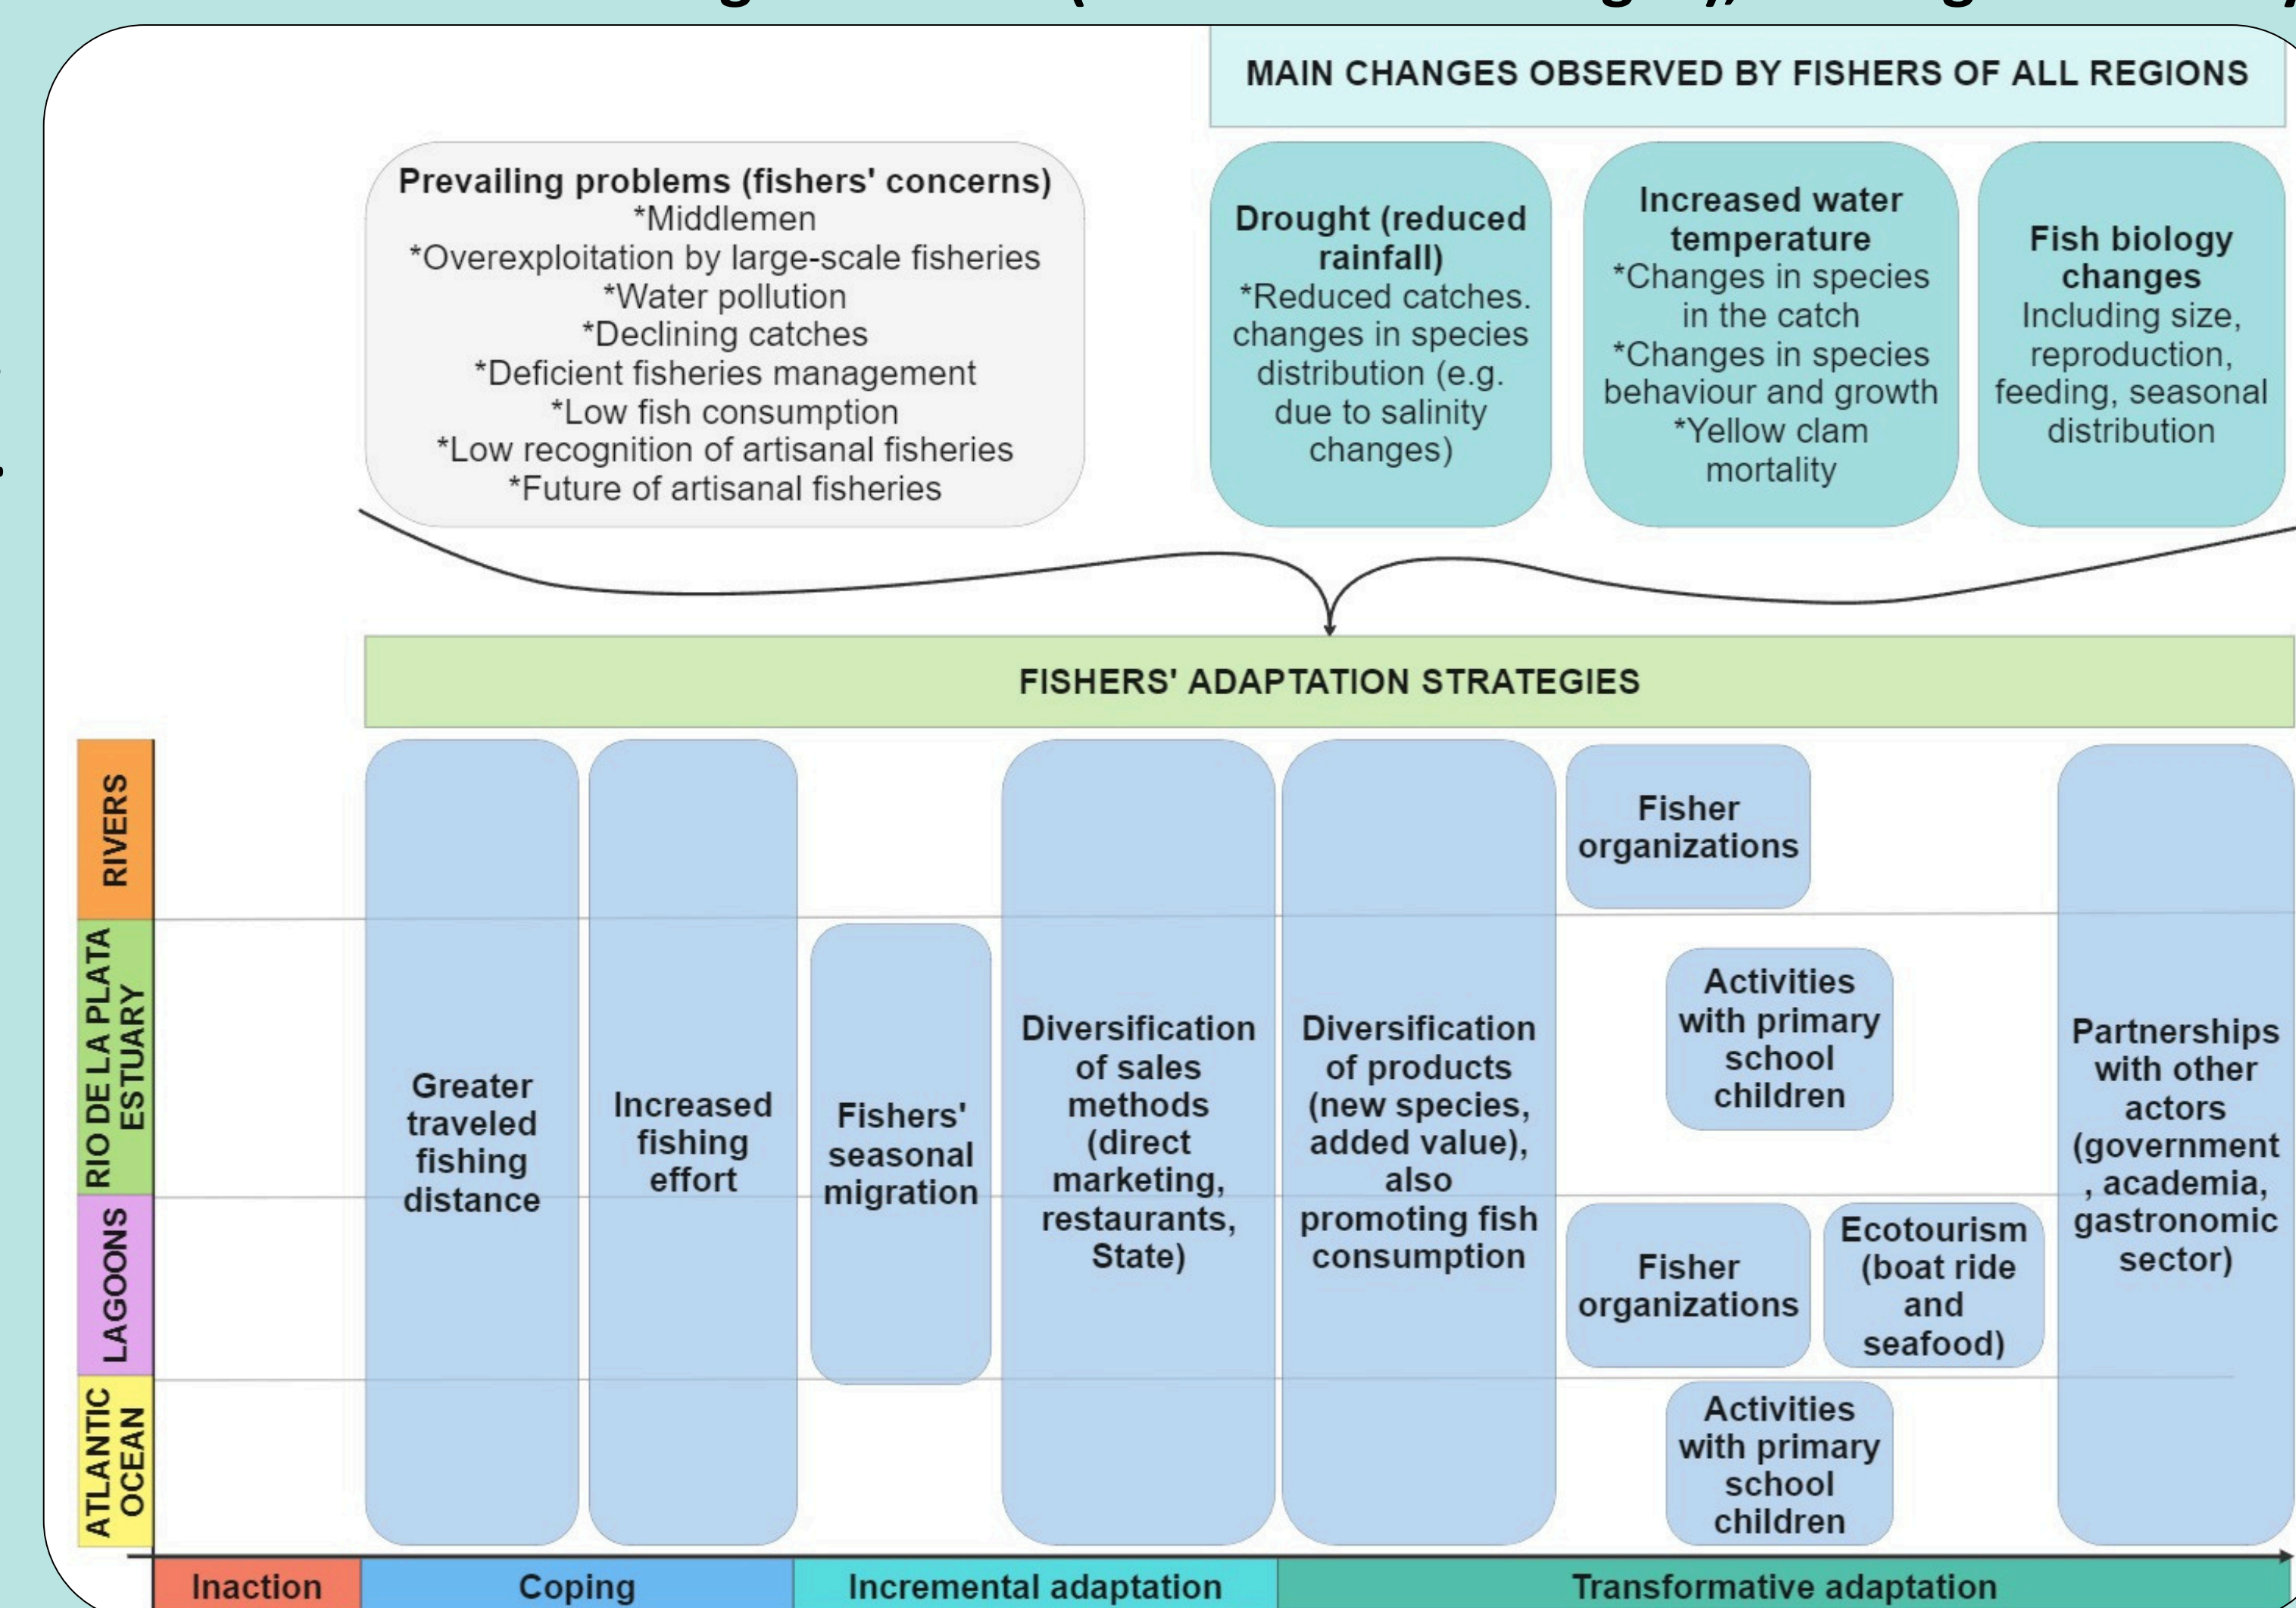 MAIN CHANGES OBSERVED BY FISHERS OF ALL REGIONS
Prevailing problems (fishers' concerns)
*Middlemen
*Overexploitation by large-scale fisheries
*Water pollution
*Declining catches
*Deficient fisheries management
*Low fish consumption
*Low recognition of artisanal fisheries
*Future of artisanal fisheries
Drought (reduced
rainfall)
*Reduced catches.
changes in species
distribution (e.g.
due to salinity
changes)
Increased water
temperature
*Changes in species
in the catch
*Changes in species
behaviour and growth
*Yellow clam
mortality
Fish biology
changes
Including size,
reproduction,
feeding, seasonal
distribution
FISHERS' ADAPTATION STRATEGIES
RIVERS
RIO DE LA PLATA
ESTUARY
LAGOONS
ATLANTIC
OCEAN
Greater
traveled
fishing
distance
Increased
fishing
effort
Fishers'
seasonal
migration
Diversification
of sales
methods
(direct
marketing,
restaurants,
State)
Diversification
of products
(new species,
added value),
also
promoting fish
consumption
Fisher
organizations
Activities
with primary
school
children
Fisher
organizations
Ecotourism
(boat ride
and
seafood)
Activities
with primary
school
children
Partnerships
with other
actors
(government
, academia,
gastronomic
sector)
Inaction
Coping
Incremental adaptation
Transformative adaptation